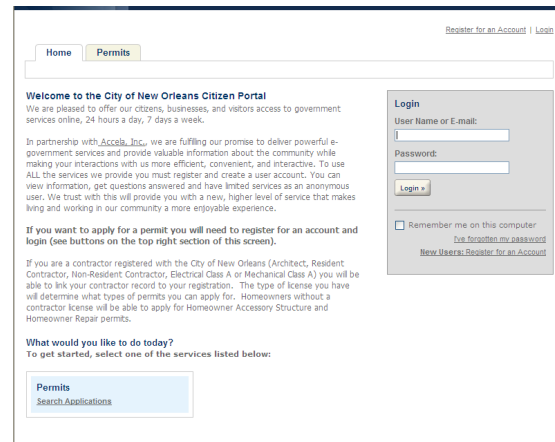 Register for an Account | Login
Home Permits
Welcome to the City of New Orleans Citizen Portal
We are pleased to offer our citizens, businesses, and visitors access to government
services online, 24 hours a day, 7 days a week.
In partnership with Accela, Inc., we are fulfilling our promise to deliver powerful e-
government services and provide valuable information about the community while
making your interactions with us more efficient, convenient, and interactive. To use
ALL the services we provide you must register and create a user account. You can
view information, get questions answered and have limited services as an anonymous
user. We trust with this will provide you with a new, higher level of service that makes
living and working in our community a more enjoyable experience.
If you want to apply for a permit you will need to register for an account and
login (see buttons on the top right section of this screen).
If you are a contractor registered with the City of New Orleans (Architect, Resident
Contractor, Non-Resident Contractor, Electrical Class A or Mechanical Class A) you will be
able to link your contractor record to your registration. The type of license you have
will determine what types of permits you can apply for. Homeowners without a
contractor license will be able to apply for Homeowner Accessory Structure and
Homeowner Repair permits.
What would you like to do today?
To get started, select one of the services listed below:
Permits
Search Applications
Login
User Name or E-mail:
Password:
Login »
Remember me on this computer
I've forgotten my password
New Users: Register for an Account